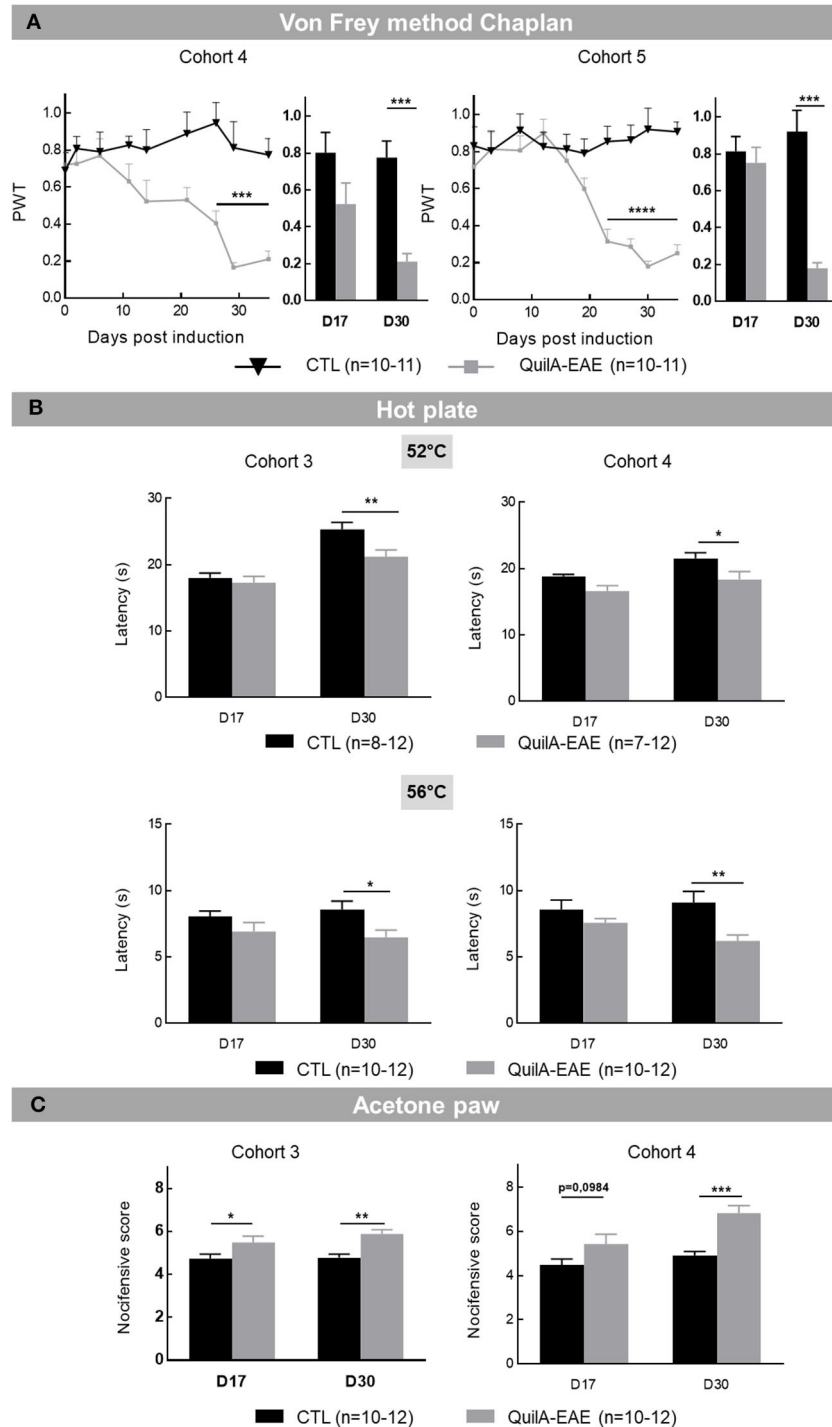 A Von Frey method Chaplan
Cohort 4 Cohort 5
PWT
1.0
0.8
0.6
0.4
0.2
0.0
0 10 20 30
Days post induction
***
1.0
0.8
0.6
0.4
0.2
0.0
D17 D30
***
PWT
1.0
0.8
0.6
0.4
0.2
0.0
0 10 20 30
Days post induction
****
1.0
0.8
0.6
0.4
0.2
0.0
D17 D30
***
CTL (n=10-11) QuilA-EAE (n=10-11)
B Hot plate
52°C
Cohort 3 Cohort 4
Latency (s)
30
20
10
0
**
D17 D30
Latency (s)
30
20
10
0
*
D17 D30
CTL (n=8-12) QuilA-EAE (n=7-12)
56°C
Latency (s)
15
10
5
0
*
D17 D30
Latency (s)
15
10
5
0
**
D17 D30
CTL (n=10-12) QuilA-EAE (n=10-12)
C Acetone paw
Cohort 3 Cohort 4
Nocifensive score
8
6
4
2
0
* **
D17 D30
Nocifensive score
8
6
4
2
0
p=0,0984 ***
D17 D30
CTL (n=10-12) QuilA-EAE (n=10-12)